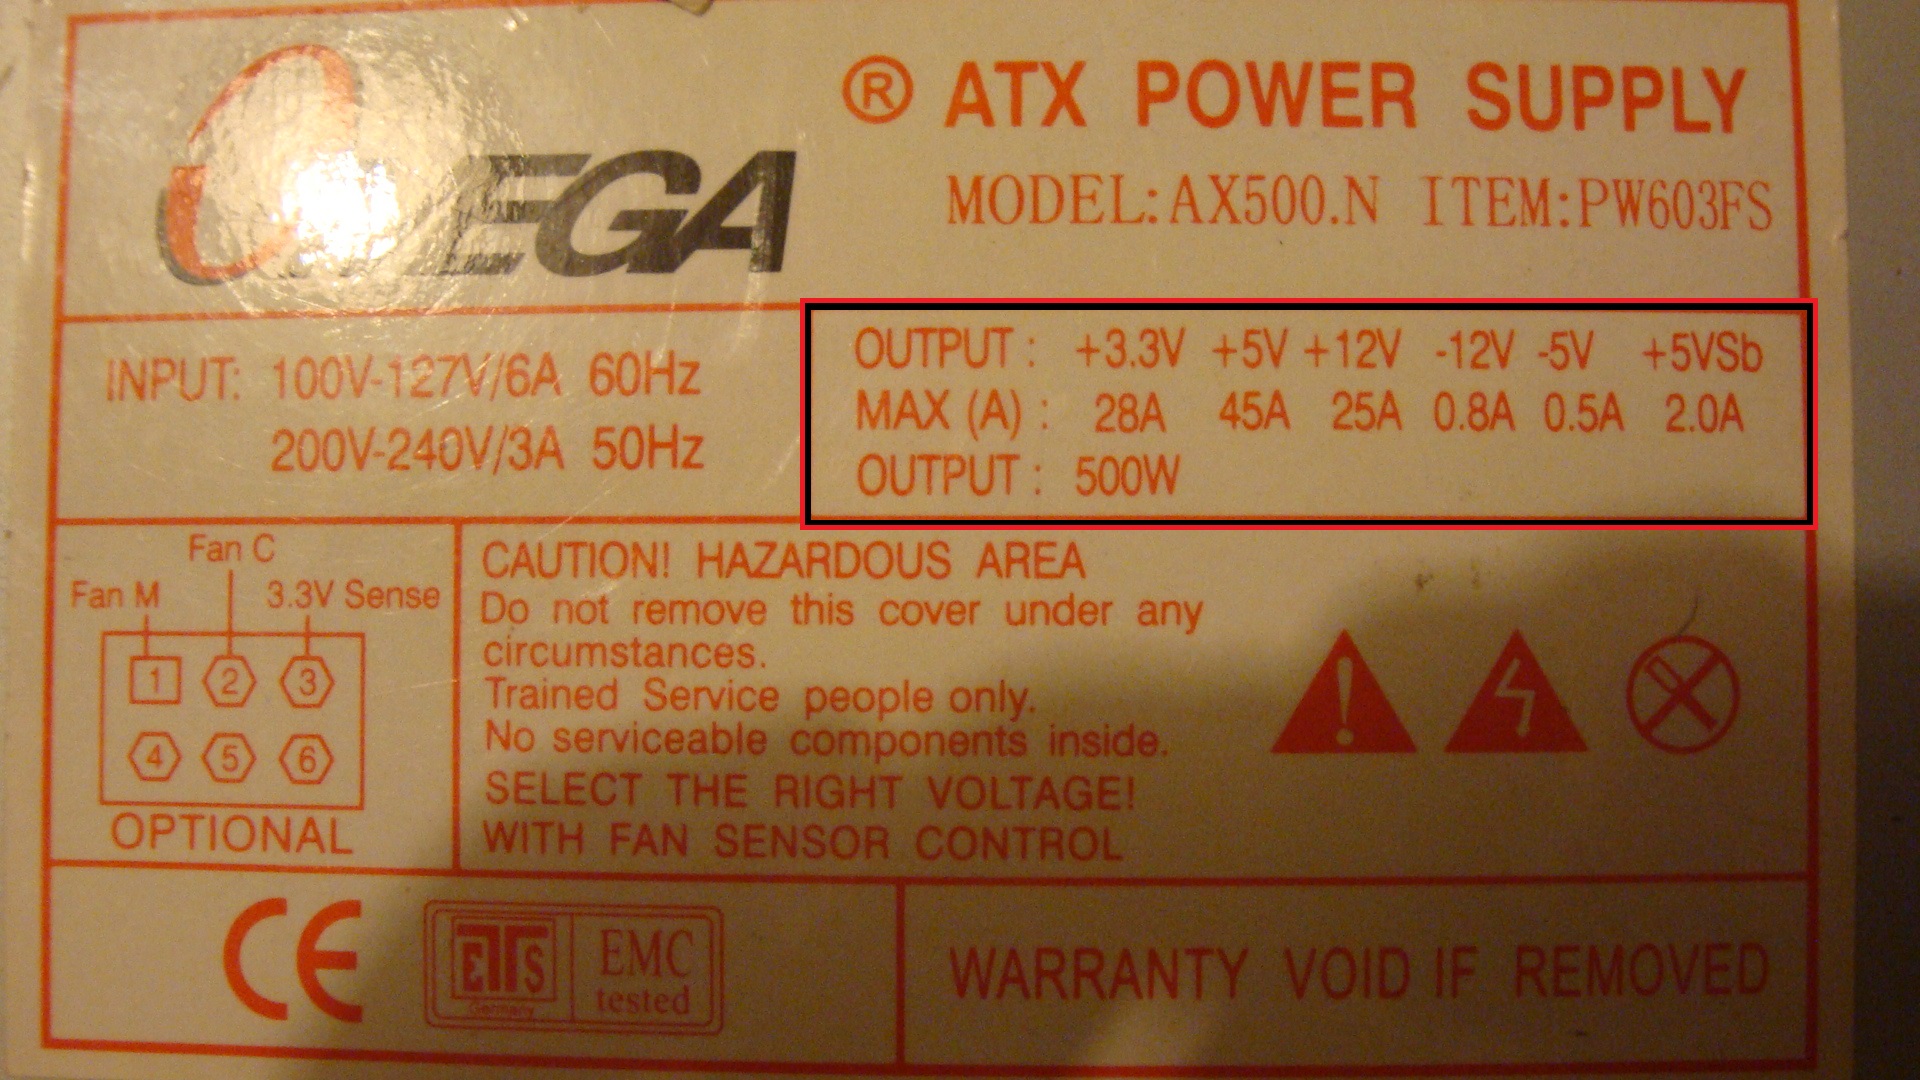 OMEGA
® ATX POWER SUPPLY
MODEL:AX500.N ITEM:PW603FS
INPUT: 100V-127V/6A 60Hz
200V-240V/3A 50Hz
OUTPUT : +3.3V +5V +12V -12V -5V +5VSb
MAX (A) : 28A 45A 25A 0.8A 0.5A 2.0A
OUTPUT : 500W
Fan C
Fan M 3.3V Sense
1 2 3
4 5 6
OPTIONAL
CAUTION! HAZARDOUS AREA
Do not remove this cover under any
circumstances.
Trained Service people only.
No serviceable components inside.
SELECT THE RIGHT VOLTAGE!
WITH FAN SENSOR CONTROL
CE
ETS
Germany
EMC
tested
WARRANTY VOID IF REMOVED